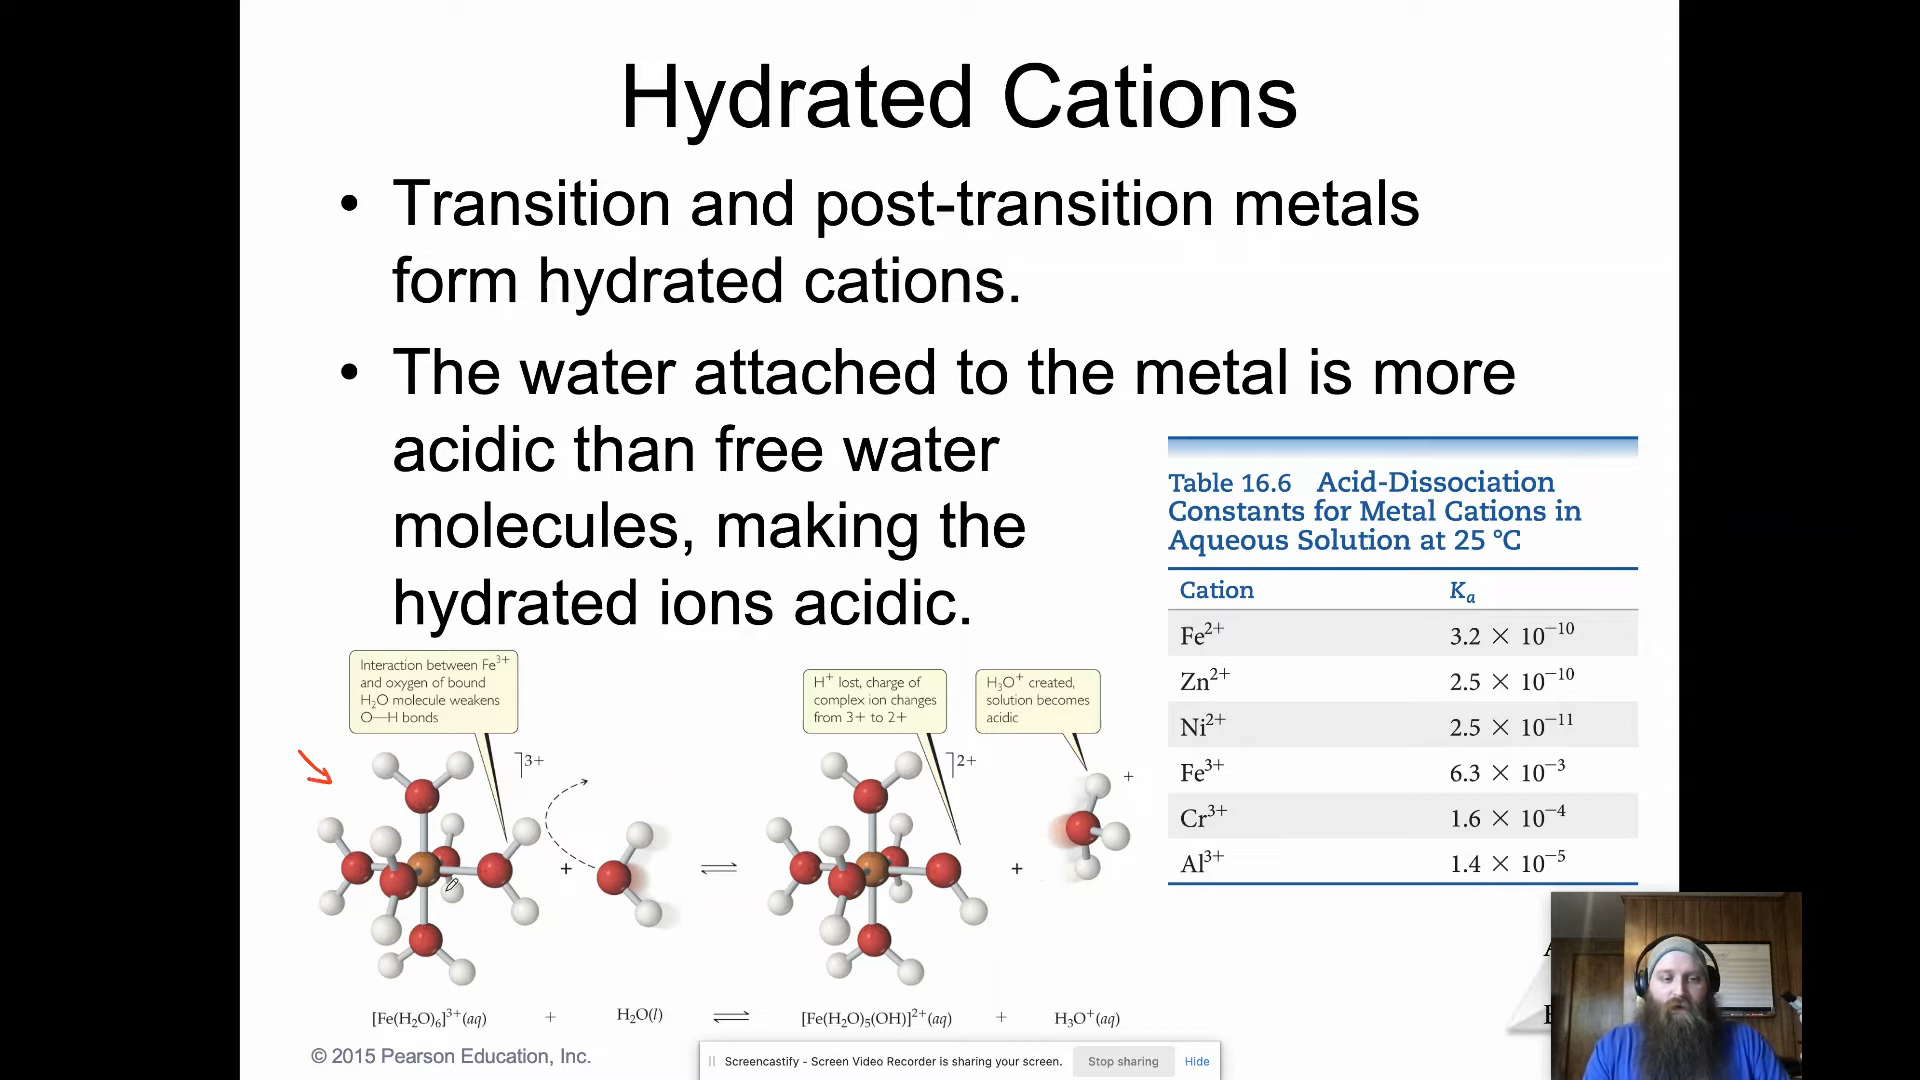 Hydrated Cations
• Transition and post-transition metals
form hydrated cations.
• The water attached to the metal is more
acidic than free water
molecules, making the
hydrated ions acidic.
Table 16.6 Acid-Dissociation
Constants for Metal Cations in
Aqueous Solution at 25 °C
Cation Kₐ
Fe²⁺ 3.2 × 10⁻¹⁰
Zn²⁺ 2.5 × 10⁻¹⁰
Ni²⁺ 2.5 × 10⁻¹¹
Fe³⁺ 6.3 × 10⁻³
Cr³⁺ 1.6 × 10⁻⁴
Al³⁺ 1.4 × 10⁻⁵
Interaction between Fe³⁺
and oxygen of bound
H₂O molecule weakens
O—H bonds
H⁺ lost, charge of
complex ion changes
from 3+ to 2+
H₃O⁺ created,
solution becomes
acidic
]3+
]2+
+
+ ⇌ +
[Fe(H₂O)₆]³⁺(aq) + H₂O(l) ⇌ [Fe(H₂O)₅(OH)]²⁺(aq) + H₃O⁺(aq)
© 2015 Pearson Education, Inc.
Screencastify - Screen Video Recorder is sharing your screen. Stop sharing Hide